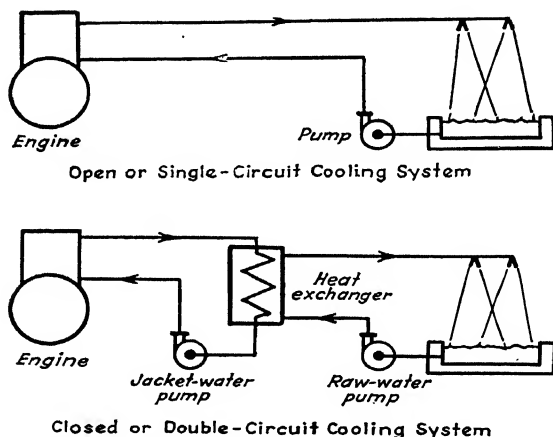 Engine
Pump
Open or Single-Circuit Cooling System
Heat
exchanger
Engine
Jacket-water
pump
Raw-water
pump
Closed or Double-Circuit Cooling System